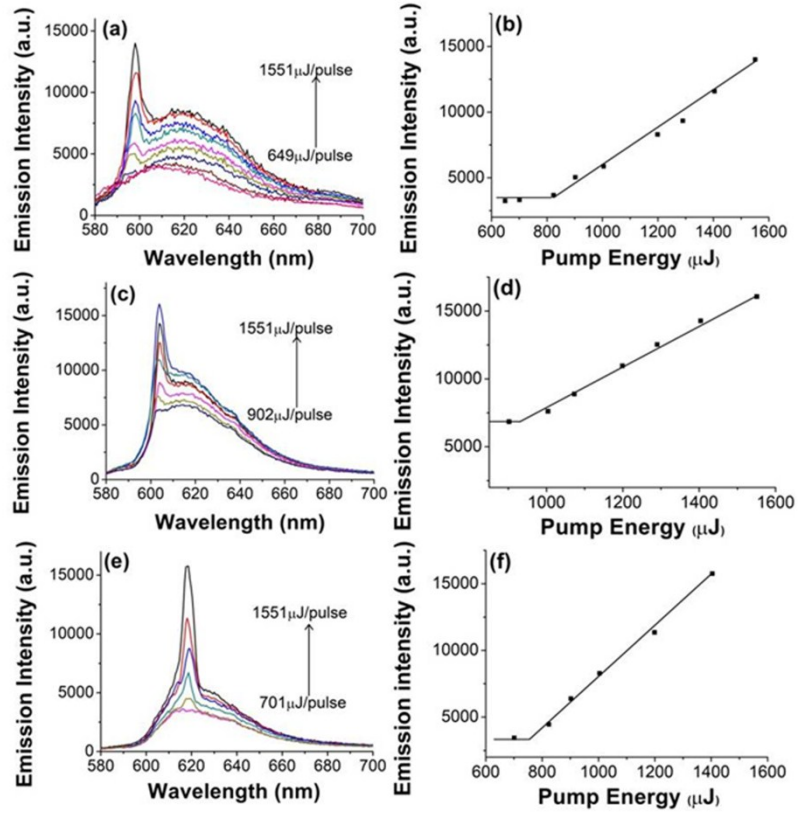 (a)
15000
10000
5000
0
580 600 620 640 660 680 700
Emission Intensity (a.u.)
Wavelength (nm)
1551μJ/pulse
649μJ/pulse
(b)
15000
10000
5000
600 800 1000 1200 1400 1600
Emission Intensity (a.u.)
Pump Energy (μJ)
(c)
15000
10000
5000
0
580 600 620 640 660 680 700
Emission Intensity (a.u.)
Wavelength (nm)
1551μJ/pulse
902μJ/pulse
(d)
15000
10000
5000
1000 1200 1400 1600
Emission Intensity (a.u.)
Pump Energy (μJ)
(e)
15000
10000
5000
0
580 600 620 640 660 680 700
Emission Intensity (a.u.)
Wavelength (nm)
1551μJ/pulse
701μJ/pulse
(f)
15000
10000
5000
600 800 1000 1200 1400 1600
Emission intensity (a.u.)
Pump Energy (μJ)